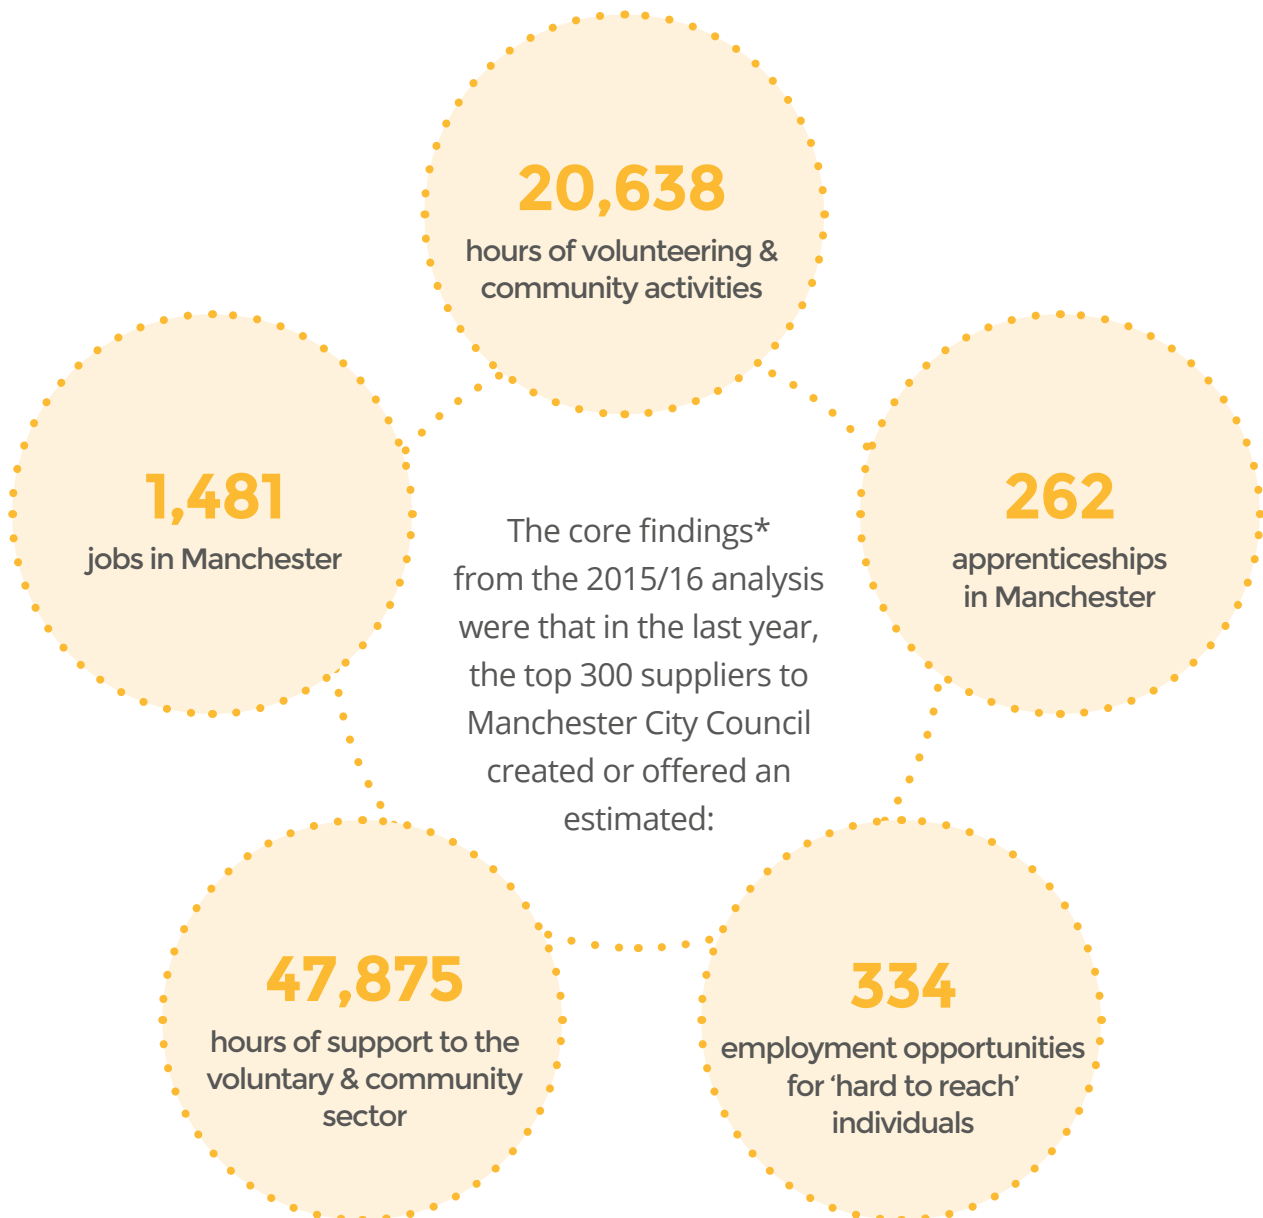 20,638
hours of volunteering &
community activities
1,481
jobs in Manchester
The core findings*
from the 2015/16 analysis
were that in the last year,
the top 300 suppliers to
Manchester City Council
created or offered an
estimated:
262
apprenticeships
in Manchester
47,875
hours of support to the
voluntary & community
sector
334
employment opportunities
for ‘hard to reach’
individuals